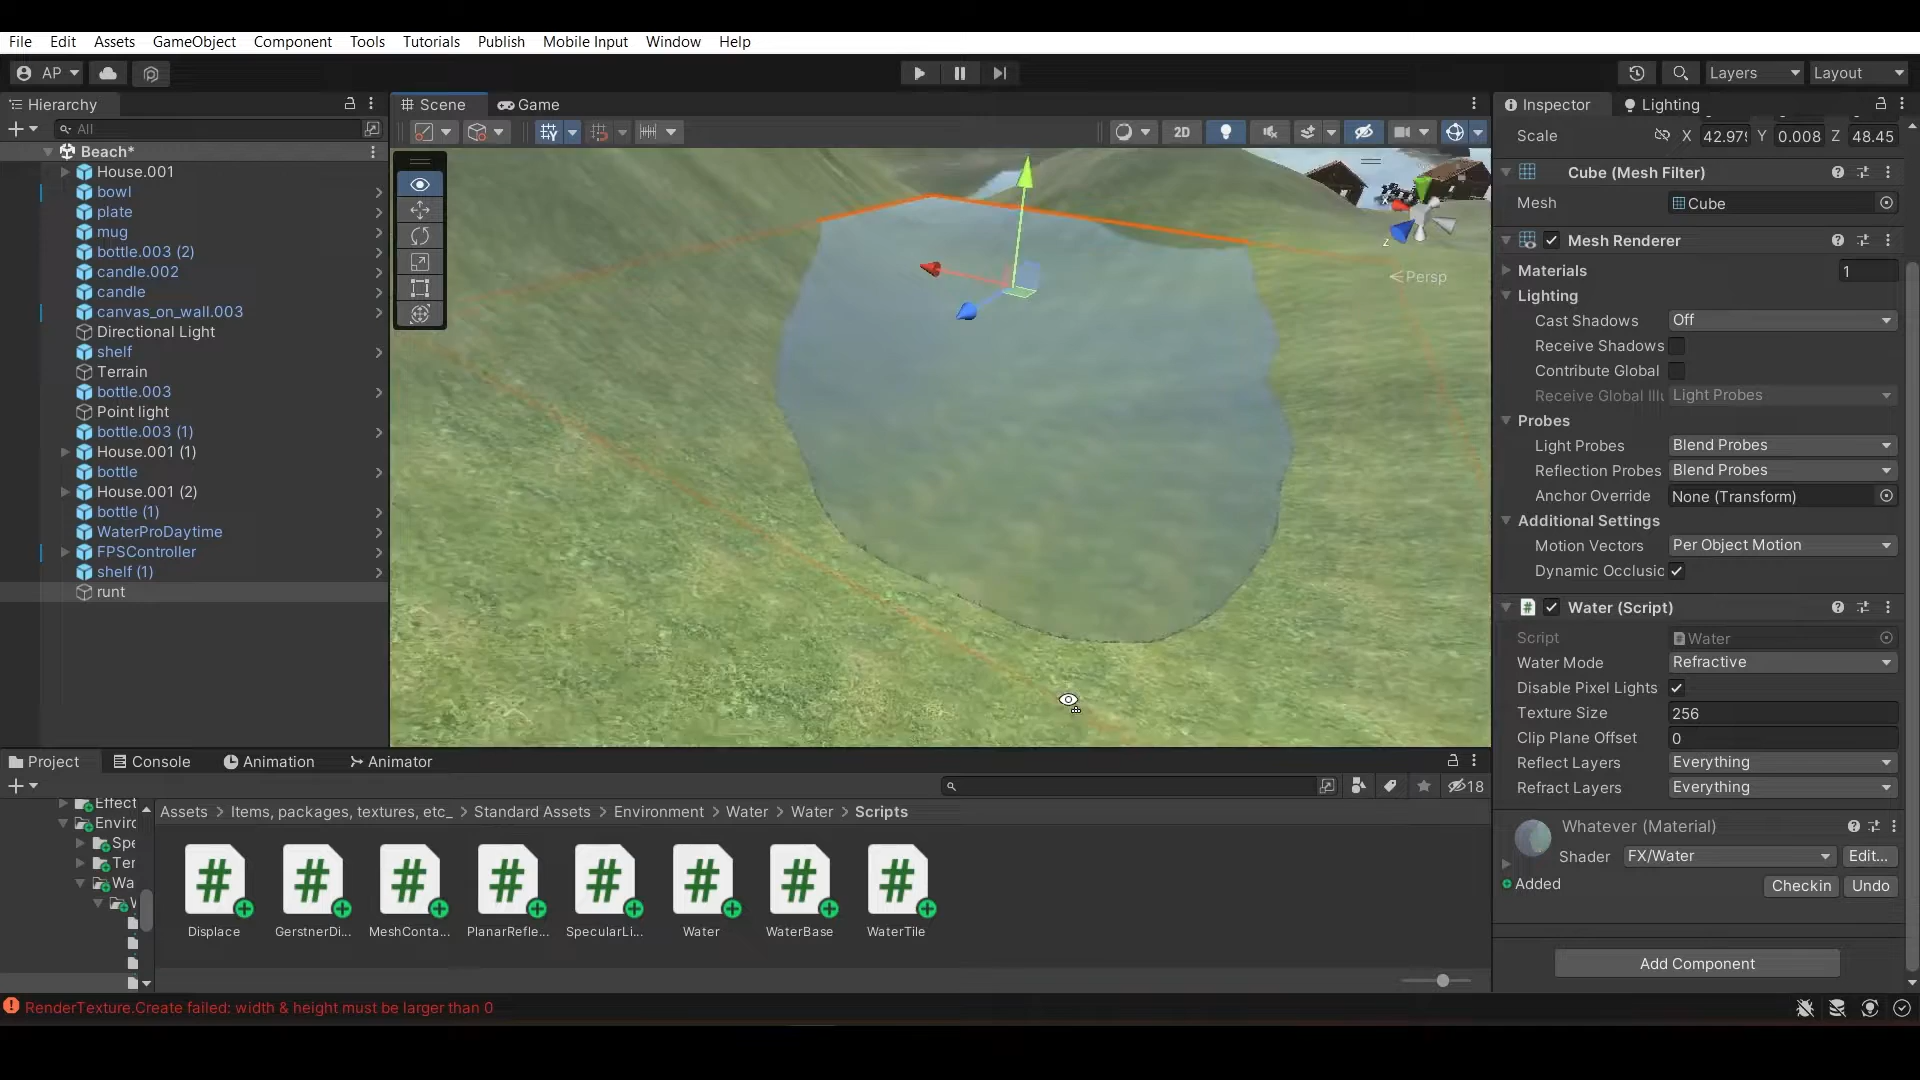 File Edit Assets GameObject Component Tools Tutorials Publish Mobile Input Window Help
AP Layers Layout
Hierarchy
All
Beach*
House.001
bowl
plate
mug
bottle.003 (2)
candle.002
candle
canvas_on_wall.003
Directional Light
shelf
Terrain
bottle.003
Point light
bottle.003 (1)
House.001 (1)
bottle
House.001 (2)
bottle (1)
WaterProDaytime
FPSController
shelf (1)
runt
Scene Game
2D
x
z
Persp
Inspector Lighting
Scale X 42.979 Y 0.008 Z 48.45
Cube (Mesh Filter)
Mesh Cube
Mesh Renderer
Materials 1
Lighting
Cast Shadows Off
Receive Shadows
Contribute Global
Receive Global Illu Light Probes
Probes
Light Probes Blend Probes
Reflection Probes Blend Probes
Anchor Override None (Transform)
Additional Settings
Motion Vectors Per Object Motion
Dynamic Occlusic
Water (Script)
Script Water
Water Mode Refractive
Disable Pixel Lights
Texture Size 256
Clip Plane Offset 0
Reflect Layers Everything
Refract Layers Everything
Whatever (Material)
Shader FX/Water Edit...
Added Checkin Undo
Add Component
Project Console Animation Animator
18
Effect
Enviro
Spe
Ter
Wa
Assets > Items, packages, textures, etc_ > Standard Assets > Environment > Water > Water > Scripts
Displace GerstnerDi... MeshConta... PlanarRefle... SpecularLi... Water WaterBase WaterTile
RenderTexture.Create failed: width & height must be larger than 0